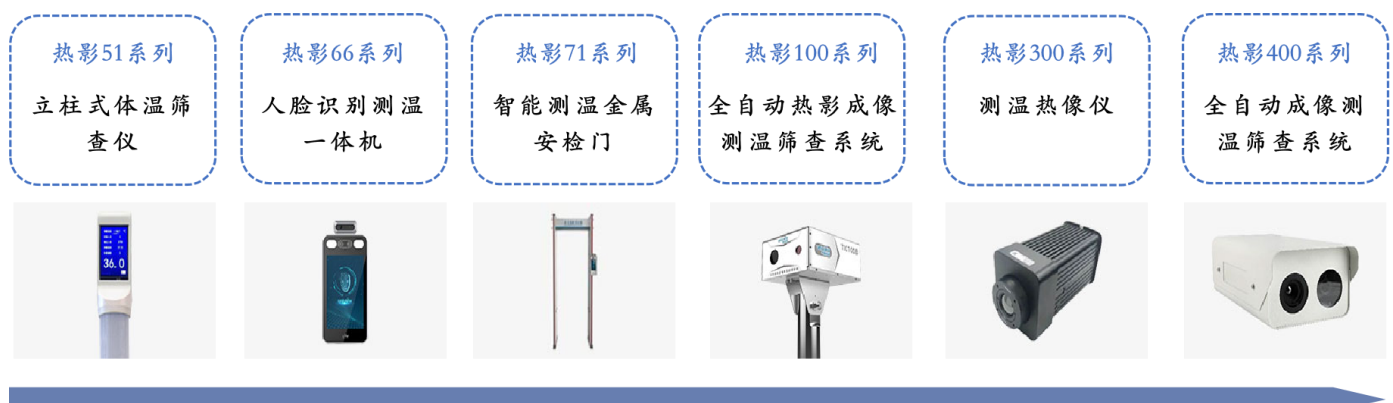 热影51系列
立柱式体温筛
查仪
热影66系列
人脸识别测温
一体机
热影71系列
智能测温金属
安检门
热影100系列
全自动热影成像
测温筛查系统
热影300系列
测温热像仪
热影400系列
全自动成像测
温筛查系统
36.0